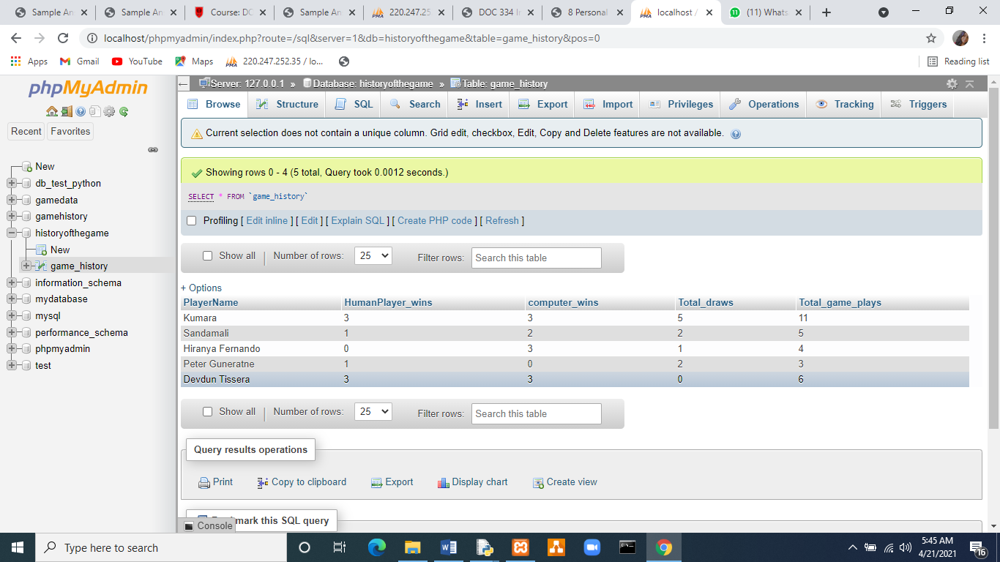 Sample An
Sample An
Course: DC
Sample An
220.247.25
DOC 334 I
8 Personal
localhost /
(11) Whats
localhost/phpmyadmin/index.php?route=/sql&server=1&db=historyofthegame&table=game_history&pos=0
Apps
Gmail
YouTube
Maps
220.247.252.35 / lo...
Reading list
phpMyAdmin
Recent
Favorites
New
db_test_python
gamedata
gamehistory
historyofthegame
New
game_history
information_schema
mydatabase
mysql
performance_schema
phpmyadmin
test
Server: 127.0.0.1 » Database: historyofthegame » Table: game_history
Browse Structure SQL Search Insert Export Import Privileges Operations Tracking Triggers
Current selection does not contain a unique column. Grid edit, checkbox, Edit, Copy and Delete features are not available.
Showing rows 0 - 4 (5 total, Query took 0.0012 seconds.)
SELECT * FROM `game_history`
Profiling [ Edit inline ] [ Edit ] [ Explain SQL ] [ Create PHP code ] [ Refresh ]
Show all | Number of rows: 25 Filter rows: Search this table
+ Options
PlayerName HumanPlayer_wins computer_wins Total_draws Total_game_plays
Kumara 3 3 5 11
Sandamali 1 2 2 5
Hiranya Fernando 0 3 1 4
Peter Guneratne 1 0 2 3
Devdun Tissera 3 3 0 6
Show all | Number of rows: 25 Filter rows: Search this table
Query results operations
Print Copy to clipboard Export Display chart Create view
mark this SQL query
Console
Type here to search
5:45 AM
4/21/2021
16